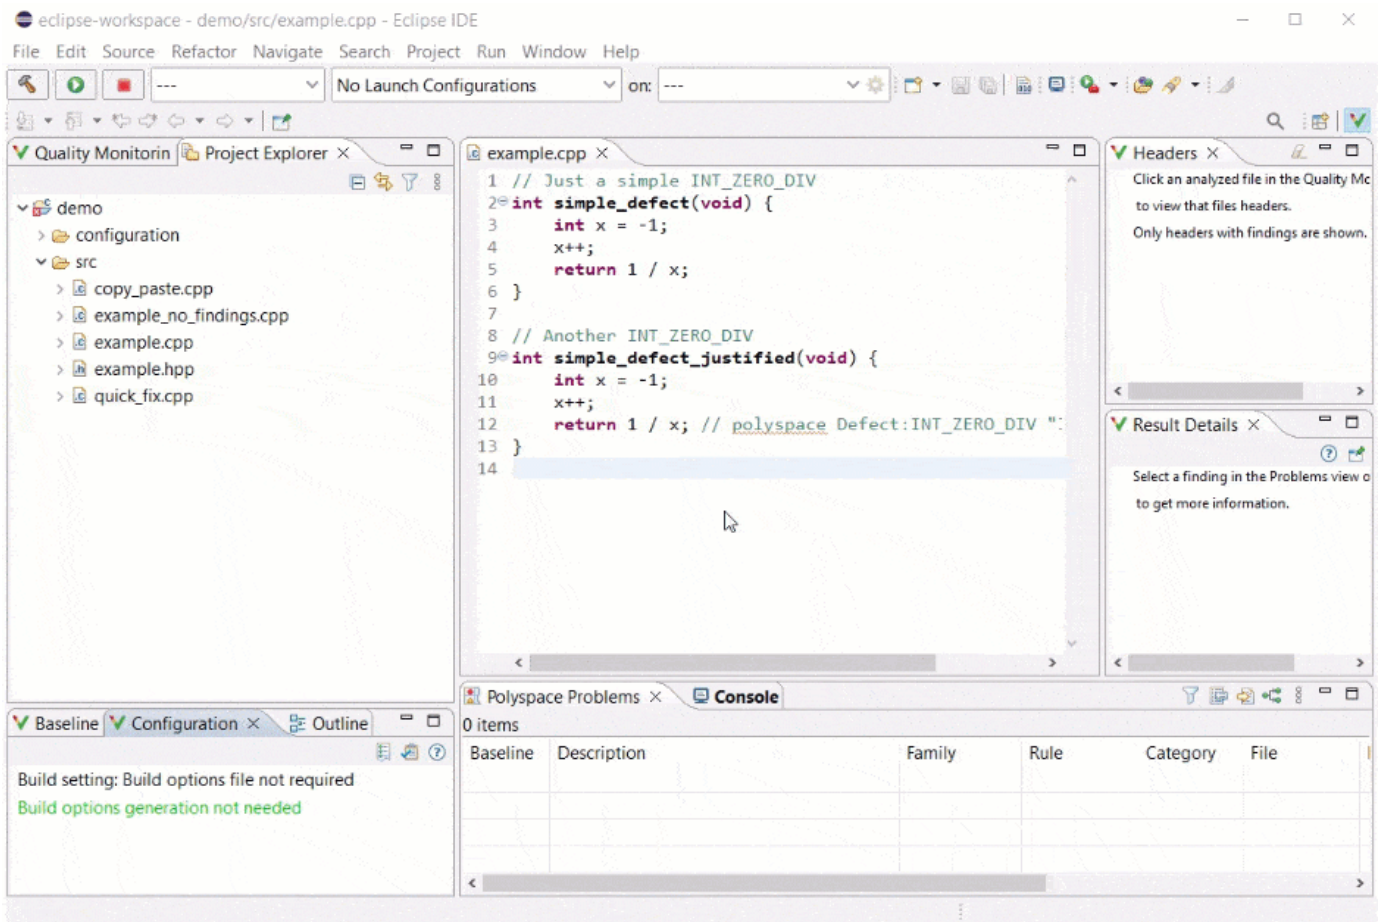 eclipse-workspace - demo/src/example.cpp - Eclipse IDE
File Edit Source Refactor Navigate Search Project Run Window Help
--- No Launch Configurations on: ---
Quality Monitorin Project Explorer
demo
configuration
src
copy_paste.cpp
example_no_findings.cpp
example.cpp
example.hpp
quick_fix.cpp
example.cpp
1 // Just a simple INT_ZERO_DIV
2 int simple_defect(void) {
3 int x = -1;
4 x++;
5 return 1 / x;
6 }
7
8 // Another INT_ZERO_DIV
9 int simple_defect_justified(void) {
10 int x = -1;
11 x++;
12 return 1 / x; // polyspace Defect:INT_ZERO_DIV "
13 }
14
Headers
Click an analyzed file in the Quality Mc
to view that files headers.
Only headers with findings are shown.
Result Details
Select a finding in the Problems view o
to get more information.
Baseline Configuration Outline
Build setting: Build options file not required
Build options generation not needed
Polyspace Problems Console
0 items
Baseline Description Family Rule Category File